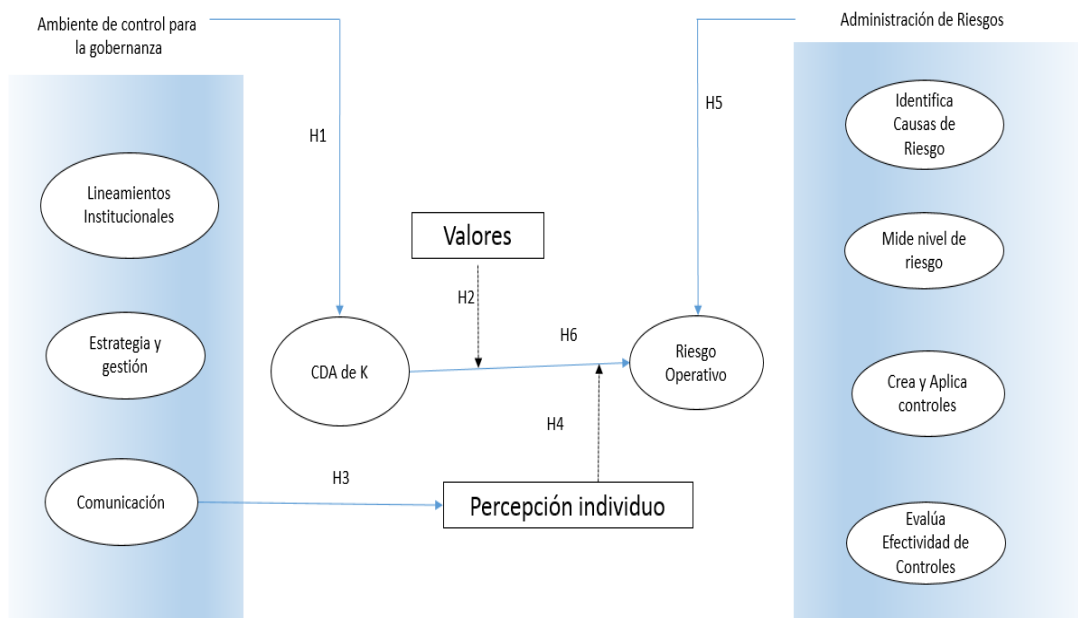 Ambiente de control para
la gobernanza
Lineamientos
Institucionales
Estrategia y
gestión
Comunicación
H1
Valores
H2
CDA de K
H6
H3
H4
Percepción individuo
H5
Riesgo
Operativo
Administración de Riesgos
Identifica
Causas de
Riesgo
Mide nivel de
riesgo
Crea y Aplica
controles
Evalúa
Efectividad de
Controles